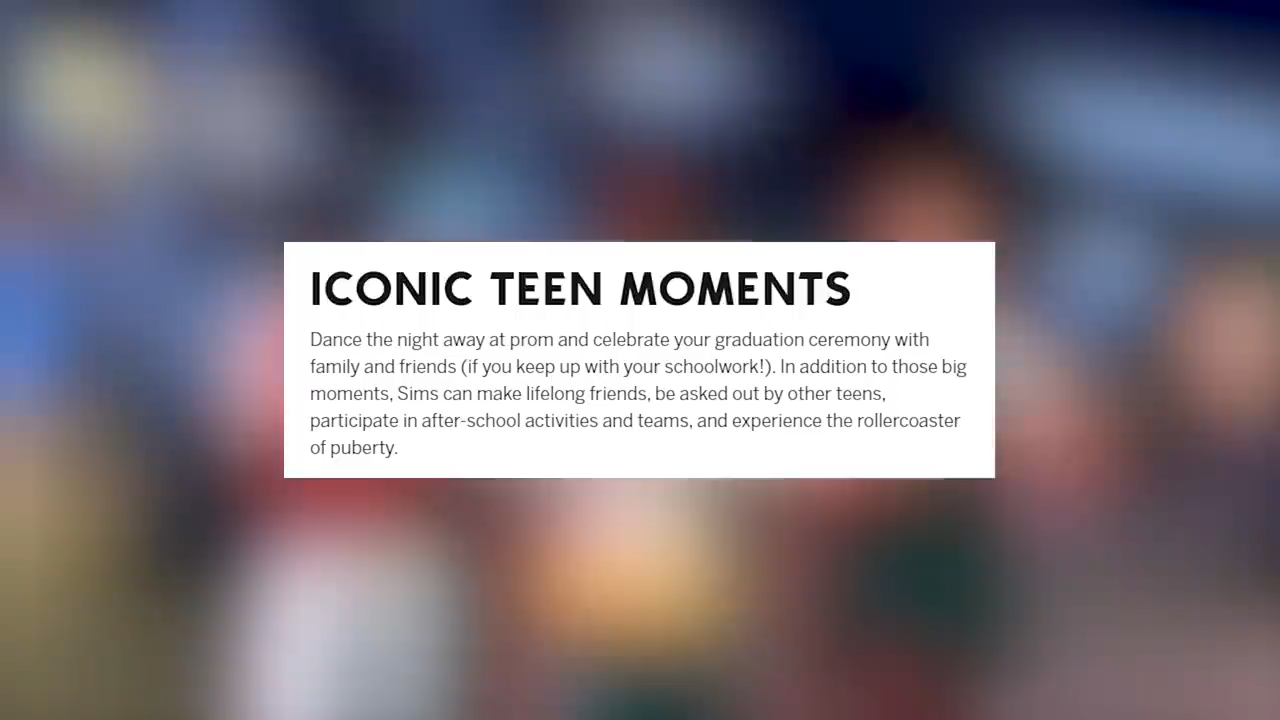 ICONIC TEEN MOMENTS
Dance the night away at prom and celebrate your graduation ceremony with
family and friends (if you keep up with your schoolwork!). In addition to those big
moments, Sims can make lifelong friends, be asked out by other teens,
participate in after-school activities and teams, and experience the rollercoaster
of puberty.